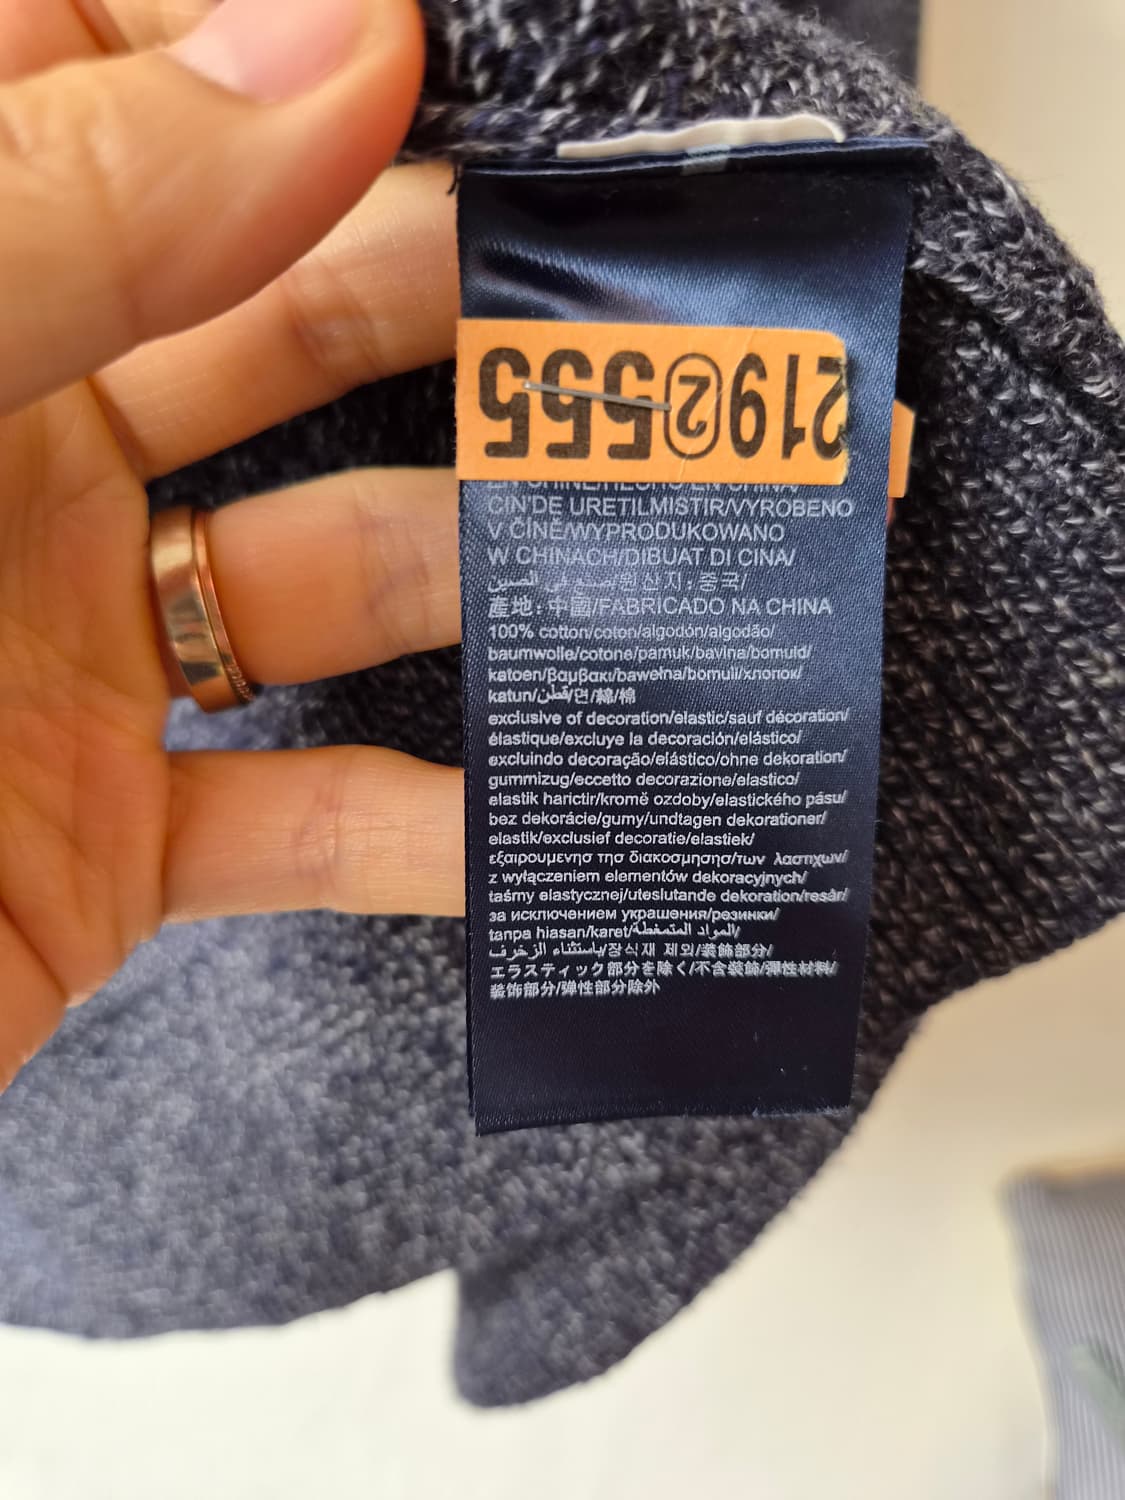 219②555
CIN'DE URETILMISTIR/VYROBENO
V ČÍNĚ/WYPRODUKOWANO
W CHINACH/DIBUAT DI CINA/
صنع في الصين/원산지:중국/
產地:中國/FABRICADO NA CHINA
100% cotton/coton/algodón/algodão/
baumwolle/cotone/pamuk/bavlna/bomuld/
katoen/βαμβακι/bawełna/bomull/хлопок/
katun/قطن/면/綿/棉
exclusive of decoration/elastic/sauf décoration/
élastique/excluye la decoración/elástico/
excluindo decoração/elástico/ohne dekoration/
gummizug/eccetto decorazione/elastico/
elastik harictir/kromě ozdoby/elastického pásu/
bez dekorácie/gumy/undtagen dekorationer/
elastik/exclusief decoratie/elastiek/
εξαιρουμενησ τησ διακοσμησησ/των λαστιχων/
z wyłączeniem elementów dekoracyjnych/
taśmy elastycznej/uteslutande dekoration/resår/
за исключением украшения/резинки/
tanpa hiasan/karet/المواد المتمغطة/
باستثناء الزخرف/장식재 제외/装飾部分/
エラスティック部分を除く/不含裝飾/彈性材料/
装饰部分/弹性部分除外